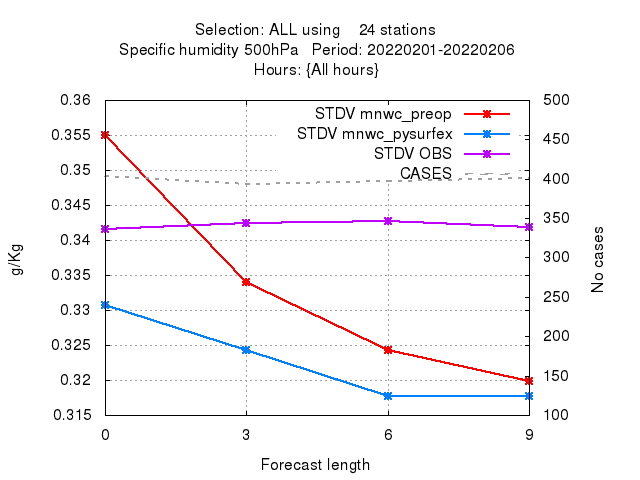 Selection: ALL using    24 stations
Specific humidity 500hPa   Period: 20220201-20220206
Hours: {All hours}
0.36
0.355
0.35
0.345
0.34
0.335
0.33
0.325
0.32
0.315
g/Kg
STDV mnwc_preop
STDV mnwc_pysurfex
STDV OBS
CASES
500
450
400
350
300
250
200
150
100
No cases
0 3 6 9
Forecast length